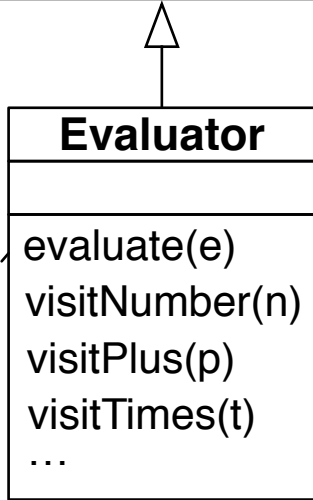 Evaluator
evaluate(e)
visitNumber(n)
visitPlus(p)
visitTimes(t)
...